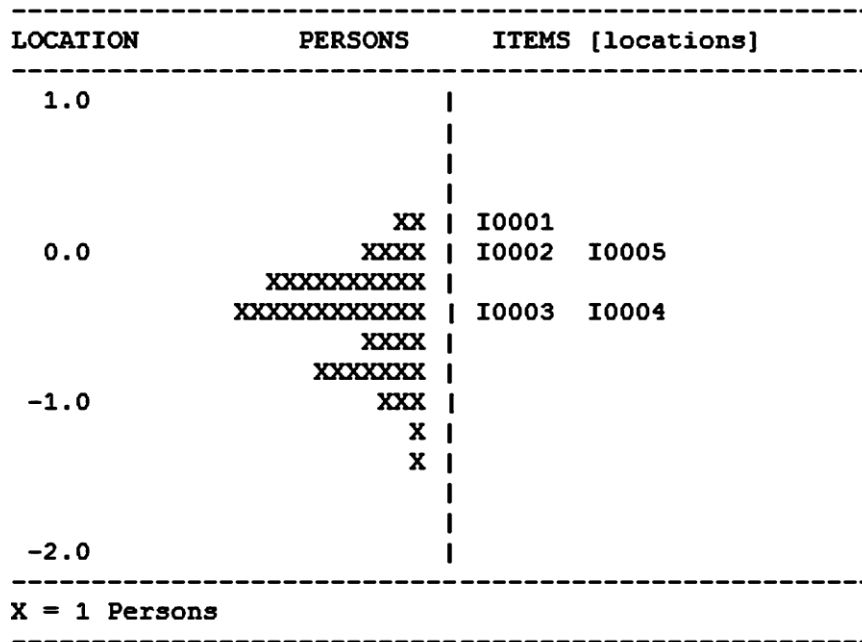 ------------------------------------------------------
LOCATION          PERSONS     ITEMS [locations]
------------------------------------------------------
  1.0                      |
                           |
                           |
                           |
                        XX | I0001
  0.0                 XXXX | I0002  I0005
                XXXXXXXXXX |
              XXXXXXXXXXXX | I0003  I0004
                      XXXX |
                   XXXXXXX |
 -1.0                  XXX |
                         X |
                         X |
                           |
                           |
 -2.0                      |
------------------------------------------------------
X = 1 Persons
------------------------------------------------------